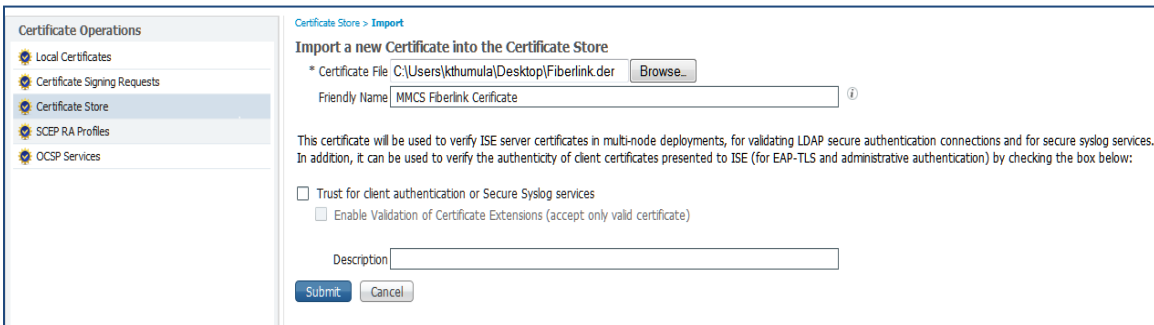 Certificate Operations
Local Certificates
Certificate Signing Requests
Certificate Store
SCEP RA Profiles
OCSP Services
Certificate Store > Import
Import a new Certificate into the Certificate Store
* Certificate File C:\Users\kthumula\Desktop\Fiberlink.der Browse...
Friendly Name MMCS Fiberlink Cerificate i
This certificate will be used to verify ISE server certificates in multi-node deployments, for validating LDAP secure authentication connections and for secure syslog services.
In addition, it can be used to verify the authenticity of client certificates presented to ISE (for EAP-TLS and administrative authentication) by checking the box below:
Trust for client authentication or Secure Syslog services
Enable Validation of Certificate Extensions (accept only valid certificate)
Description
Submit Cancel